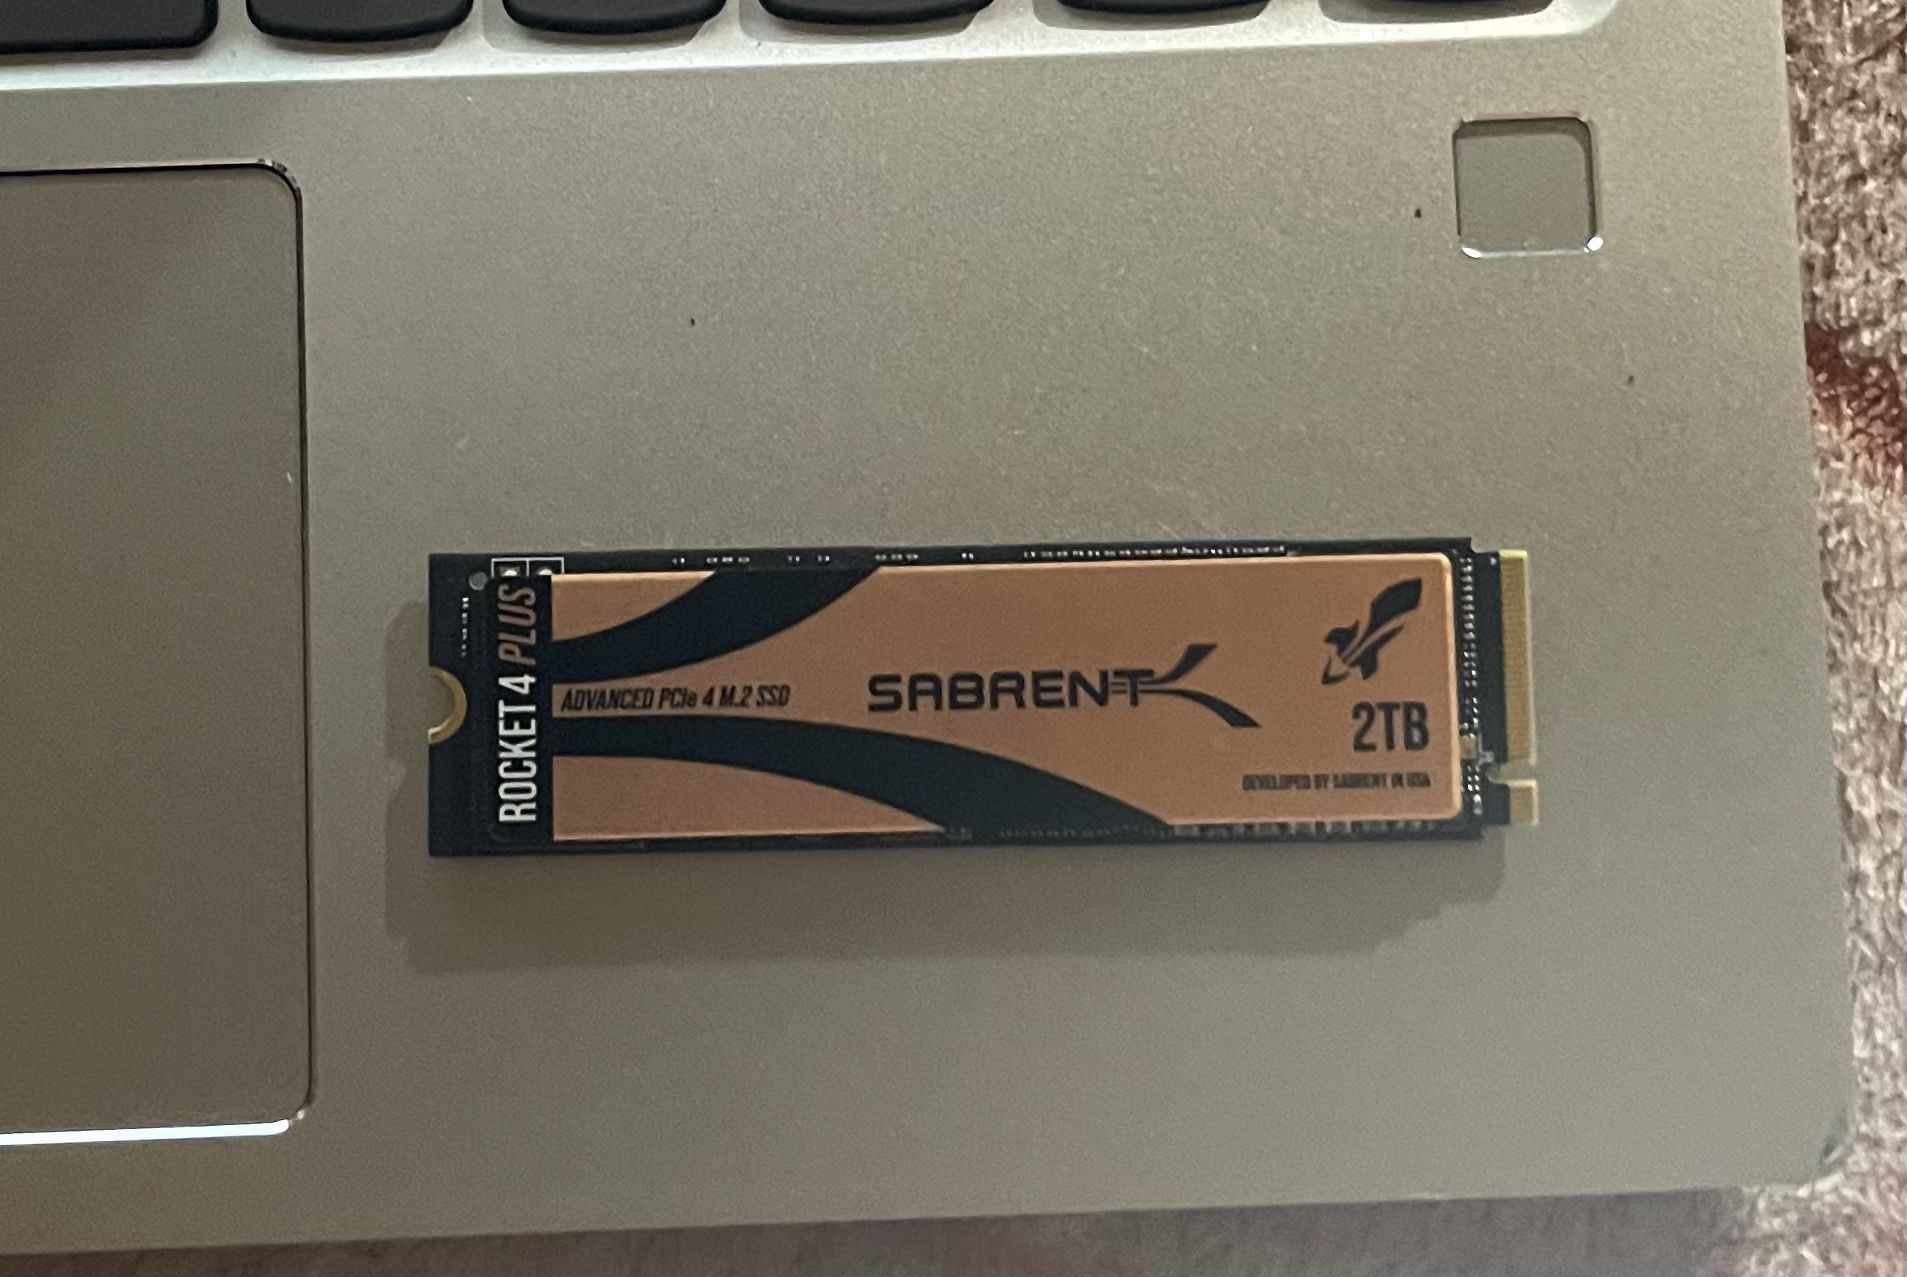 ROCKET 4 PLUS
ADVANCED PCIe 4 M.2 SSD
SABRENT
2TB
DEVELOPED BY SABRENT IN USA